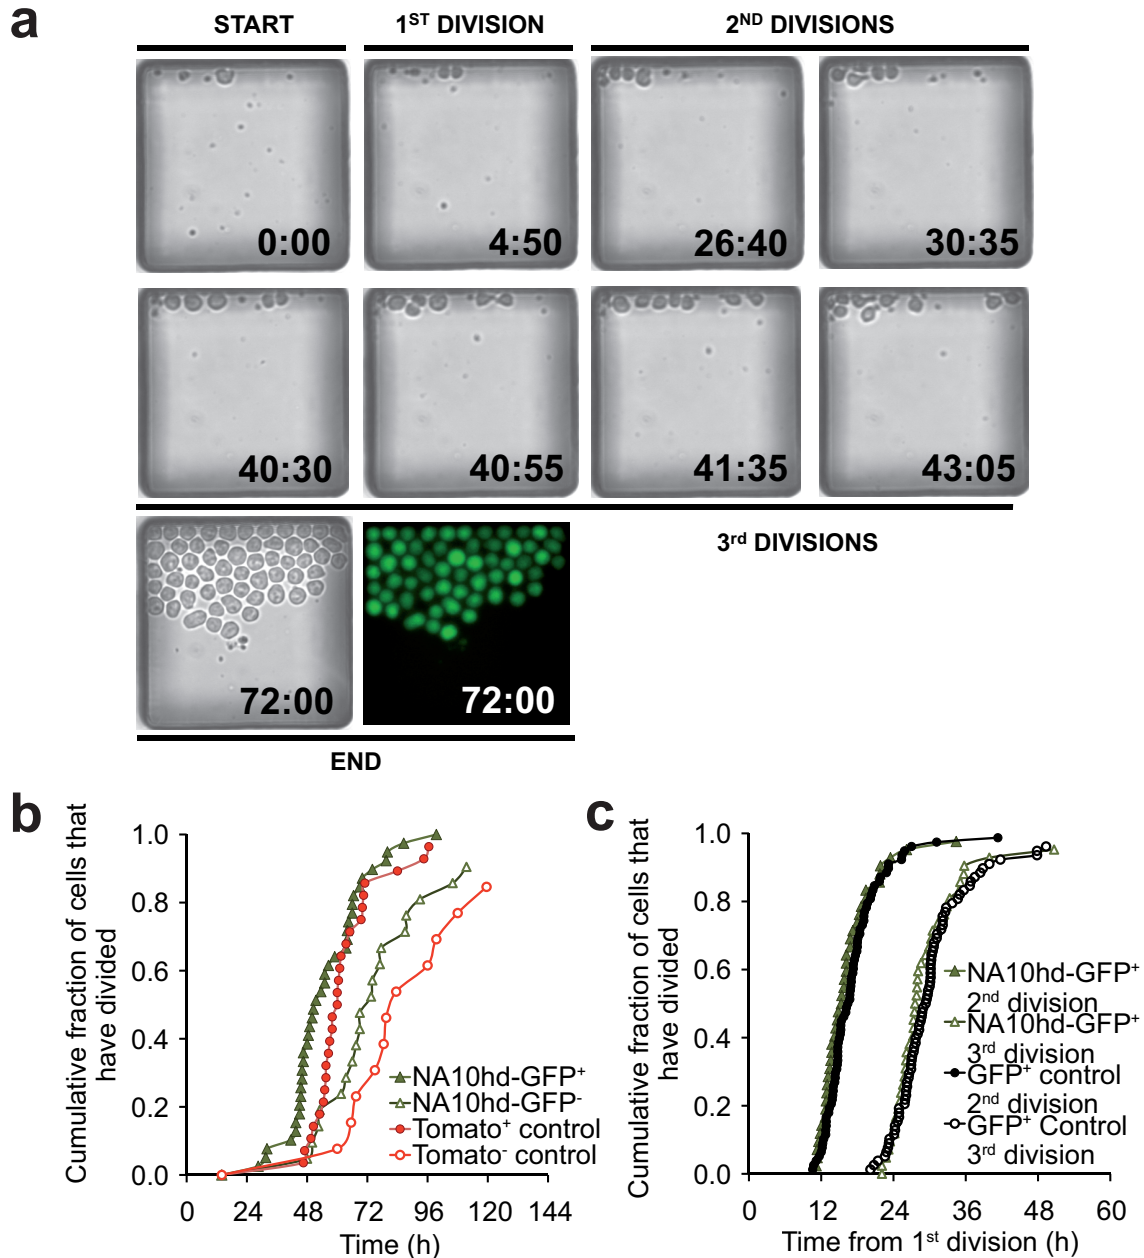 a
START
1ST DIVISION
2ND DIVISIONS
0:00
4:50
26:40
30:35
40:30
40:55
41:35
43:05
3rd DIVISIONS
72:00
72:00
END
b
Cumulative fraction of cells that
have divided
1.0
0.8
0.6
0.4
0.2
0.0
NA10hd-GFP+
NA10hd-GFP-
Tomato+ control
Tomato- control
0 24 48 72 96 120 144
Time (h)
c
Cumulative fraction of cells that
have divided
1.0
0.8
0.6
0.4
0.2
0.0
NA10hd-GFP+
2nd division
NA10hd-GFP+
3rd division
GFP+ control
2nd division
GFP+ Control
3rd division
0 12 24 36 48 60
Time from 1st division (h)